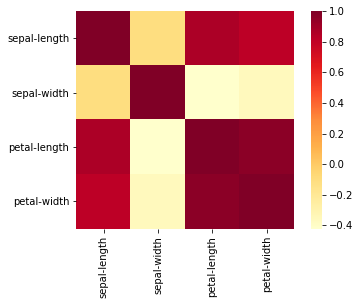 sepal-length
sepal-width
petal-length
petal-width
sepal-length
sepal-width
petal-length
petal-width
1.0
0.8
0.6
0.4
0.2
0.0
−0.2
−0.4